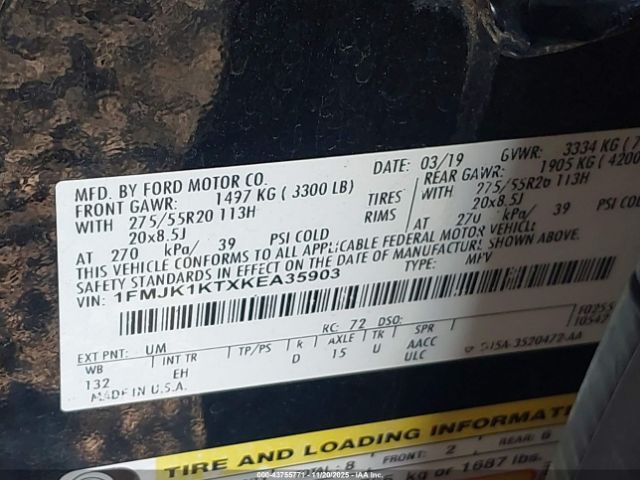 MFD. BY FORD MOTOR CO.
DATE: 03/19 GVWR: 3334 KG
FRONT GAWR: 1497 KG ( 3300 LB) REAR GAWR: 1905 KG ( 4200
WITH 275/55R20 113H TIRES WITH 275/55R20 113H
20x8.5J RIMS 20x8.5J
AT 270 kPa/ 39 PSI COLD AT 270 kPa/ 39 PSI COLD
THIS VEHICLE CONFORMS TO ALL APPLICABLE FEDERAL MOTOR VEHICLE
SAFETY STANDARDS IN EFFECT ON THE DATE OF MANUFACTURE SHOWN ABOVE.
VIN: 1FMJK1KTXKEA35903 TYPE: MPV
EXT PNT: UM RC: 72 DSO: F0255
WB INT TR TP/PS R AXLE TR SPR T0542
132 EH D 15 U AACC
ULC
MADE IN U.S.A.
TIRE AND LOADING INFORMATION
8 FRONT: 2 REAR: 6
kg or 1687 lbs.
© 43755771 - 11/20/2025 - IAA Inc.